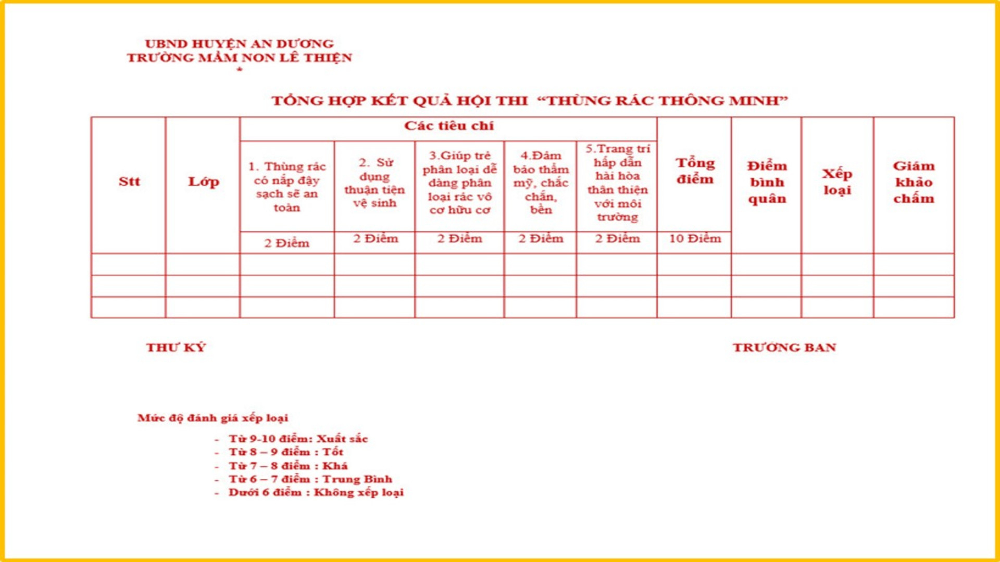 UBND HUYỆN AN DƯƠNG
TRƯỜNG MẦM NON LÊ THIỆN
*
TỔNG HỢP KẾT QUẢ HỘI THI “THÙNG RÁC THÔNG MINH”
Stt
Lớp
Các tiêu chí
1. Thùng rác
có nắp đậy
sạch sẽ an
toàn
2. Sử
dụng
thuận tiện
vệ sinh
3.Giúp trẻ
phân loại dễ
dàng phân
loại rác vô
cơ hữu cơ
4.Đảm
bảo thẩm
mỹ, chắc
chắn,
bền
5.Trang trí
hấp dẫn
hài hòa
thân thiện
với môi
trường
Tổng
điểm
Điểm
bình
quân
Xếp
loại
Giám
khảo
chấm
2 Điểm
2 Điểm
2 Điểm
2 Điểm
2 Điểm
10 Điểm
THƯ KÝ
TRƯỞNG BAN
Mức độ đánh giá xếp loại
- Từ 9-10 điểm: Xuất sắc
- Từ 8 – 9 điểm : Tốt
- Từ 7 – 8 điểm : Khá
- Từ 6 – 7 điểm : Trung Bình
- Dưới 6 điểm : Không xếp loại